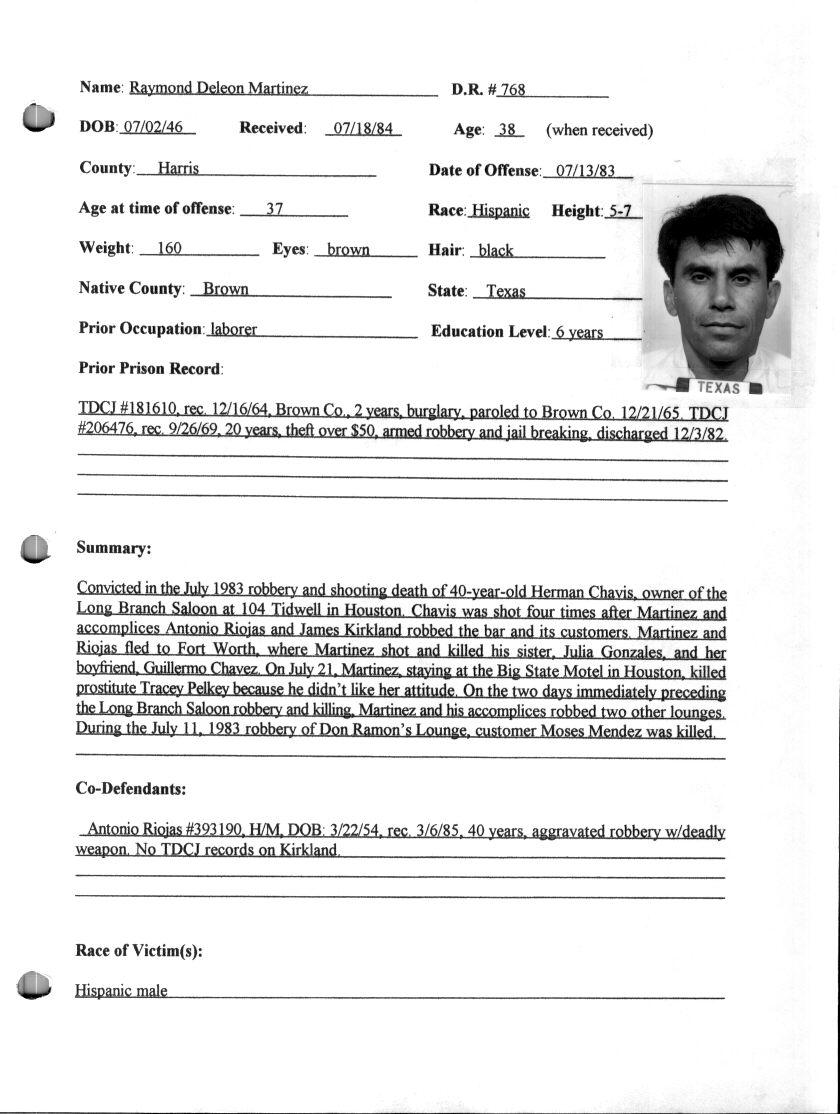 Name: Raymond Deleon Martinez D.R. # 768
DOB: 07/02/46 Received: 07/18/84 Age: 38 (when received)
County: Harris Date of Offense: 07/13/83
Age at time of offense: 37 Race: Hispanic Height: 5-7
Weight: 160 Eyes: brown Hair: black
Native County: Brown State: Texas
Prior Occupation: laborer Education Level: 6 years
Prior Prison Record:
TEXAS
TDCJ #181610, rec. 12/16/64, Brown Co., 2 years, burglary, paroled to Brown Co. 12/21/65. TDCJ
#206476, rec. 9/26/69, 20 years, theft over $50, armed robbery and jail breaking, discharged 12/3/82.
Summary:
Convicted in the July 1983 robbery and shooting death of 40-year-old Herman Chavis, owner of the
Long Branch Saloon at 104 Tidwell in Houston. Chavis was shot four times after Martinez and
accomplices Antonio Riojas and James Kirkland robbed the bar and its customers. Martinez and
Riojas fled to Fort Worth, where Martinez shot and killed his sister, Julia Gonzales, and her
boyfriend, Guillermo Chavez. On July 21, Martinez, staying at the Big State Motel in Houston, killed
prostitute Tracey Pelkey because he didn't like her attitude. On the two days immediately preceding
the Long Branch Saloon robbery and killing, Martinez and his accomplices robbed two other lounges.
During the July 11, 1983 robbery of Don Ramon's Lounge, customer Moses Mendez was killed.
Co-Defendants:
Antonio Riojas #393190, H/M, DOB: 3/22/54, rec. 3/6/85, 40 years, aggravated robbery w/deadly
weapon. No TDCJ records on Kirkland.
Race of Victim(s):
Hispanic male